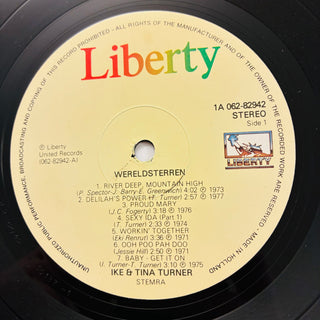 ALL RIGHTS OF THE MANUFACTURER AND OF THE OWNER OF THE RECORDED WORK ARE RESERVED - MADE IN HOLLAND
UNAUTHORIZED PUBLIC PERFORMANCE, BROADCASTING AND COPYING OF THIS RECORD PROHIBITED -
Liberty
1A 062-82942
STEREO
Side 1
℗ Liberty
United Records
(062-82942-A)
LIBERTY
WERELDSTERREN
1. RIVER DEEP, MOUNTAIN HIGH
(P. Spector-J. Barry-E. Greenwich) 4:02 ℗ 1973
2. DELILAH'S POWER (I. Turner) 2:57 ℗ 1977
3. PROUD MARY
(J.C. Fogerty) 3:18 ℗ 1976
4. SEXY IDA (Part 1)
(T. Turner) 2:23 ℗ 1974
5. WORKIN' TOGETHER
(Eki Renrut) 3:36 ℗ 1971
6. OOH POO PAH DOO
(Jessie Hill) 3:30 ℗ 1971
7. BABY - GET IT ON
(I. Turner-T. Turner) 3:10 ℗ 1975
IKE & TINA TURNER
STEMRA